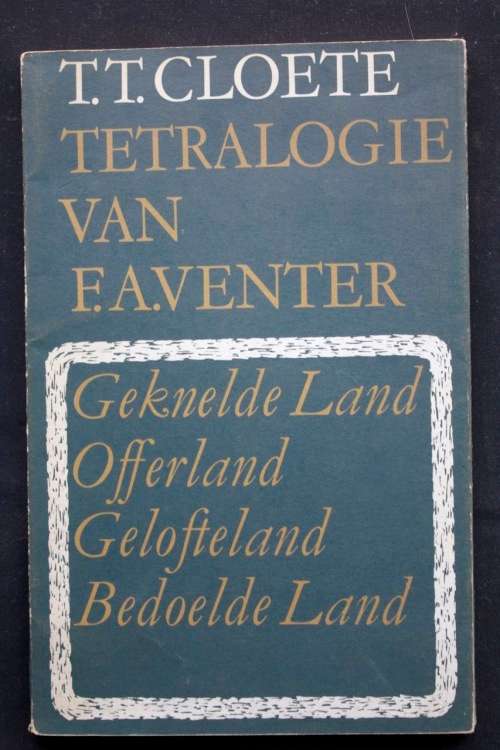 T.T. CLOETE
TETRALOGIE
VAN
F.A.VENTER
Geknelde Land
Offerland
Gelofteland
Bedoelde Land